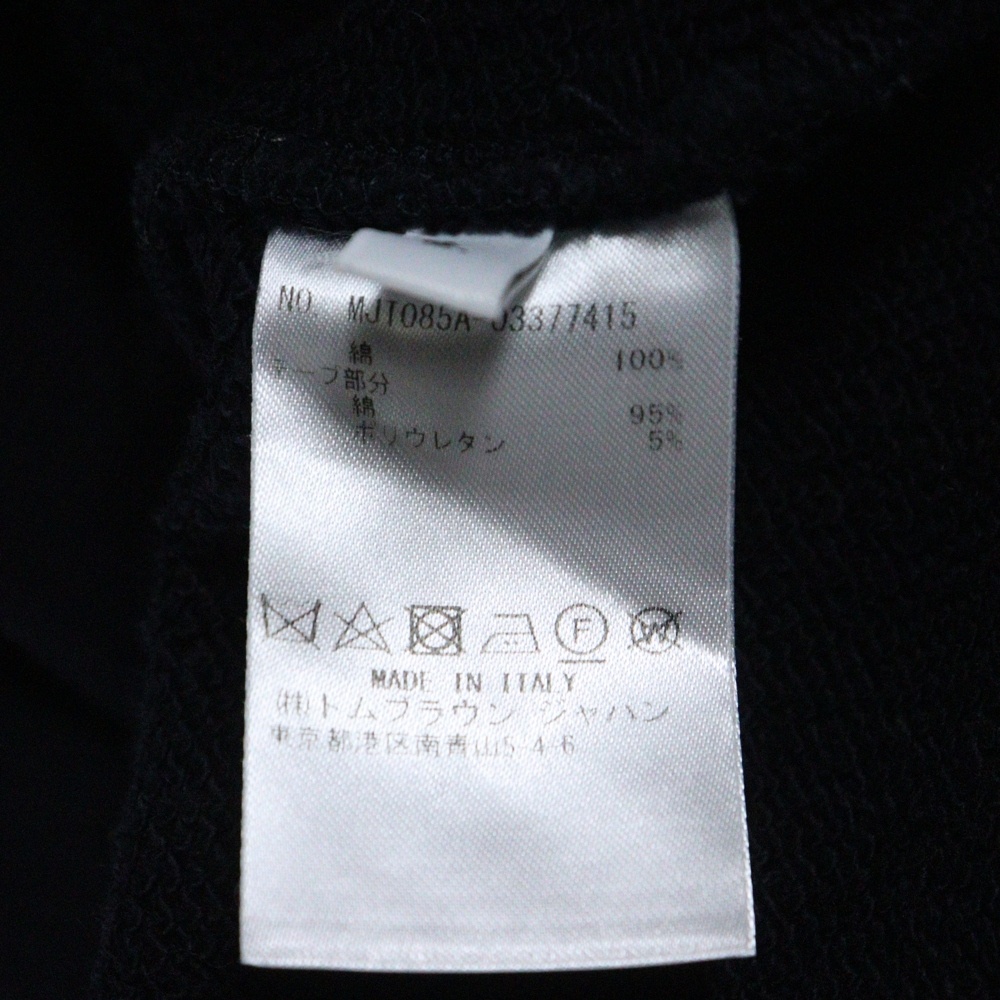 NO. MJT085A-03377415
綿 100%
テープ部分
綿 95%
ポリウレタン 5%
F W
MADE IN ITALY
(株)トムブラウン ジャパン
東京都港区南青山5-4-6